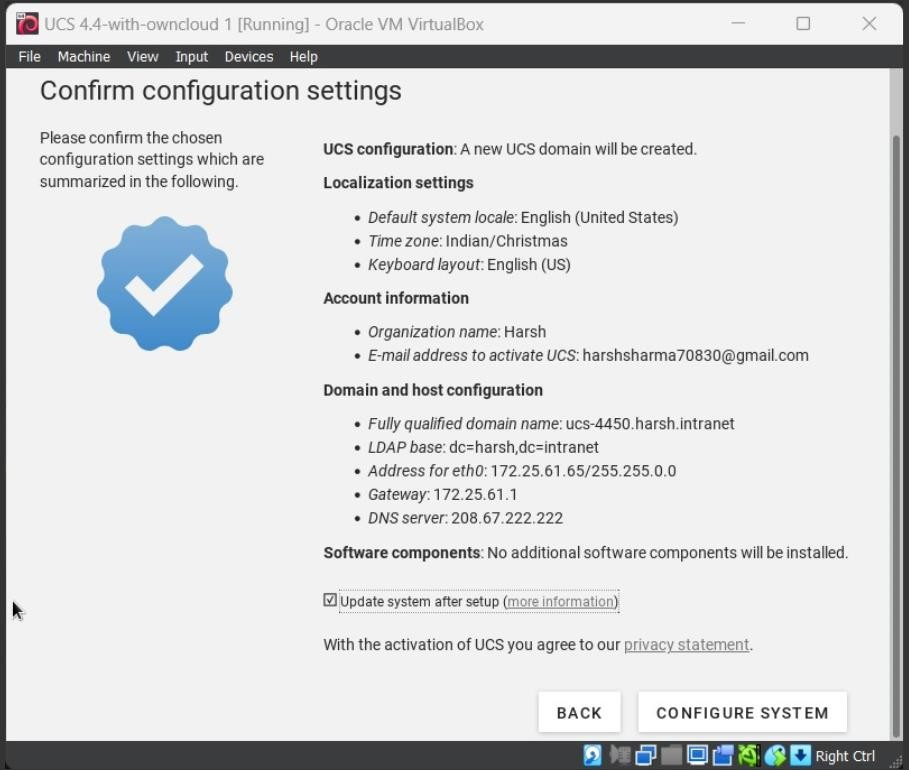 UCS 4.4-with-owncloud 1 [Running] - Oracle VM VirtualBox
File Machine View Input Devices Help
Confirm configuration settings
Please confirm the chosen
configuration settings which are
summarized in the following.
UCS configuration: A new UCS domain will be created.
Localization settings
• Default system locale: English (United States)
• Time zone: Indian/Christmas
• Keyboard layout: English (US)
Account information
• Organization name: Harsh
• E-mail address to activate UCS: harshsharma70830@gmail.com
Domain and host configuration
• Fully qualified domain name: ucs-4450.harsh.intranet
• LDAP base: dc=harsh,dc=intranet
• Address for eth0: 172.25.61.65/255.255.0.0
• Gateway: 172.25.61.1
• DNS server: 208.67.222.222
Software components: No additional software components will be installed.
Update system after setup (more information)
With the activation of UCS you agree to our privacy statement.
BACK CONFIGURE SYSTEM
Right Ctrl